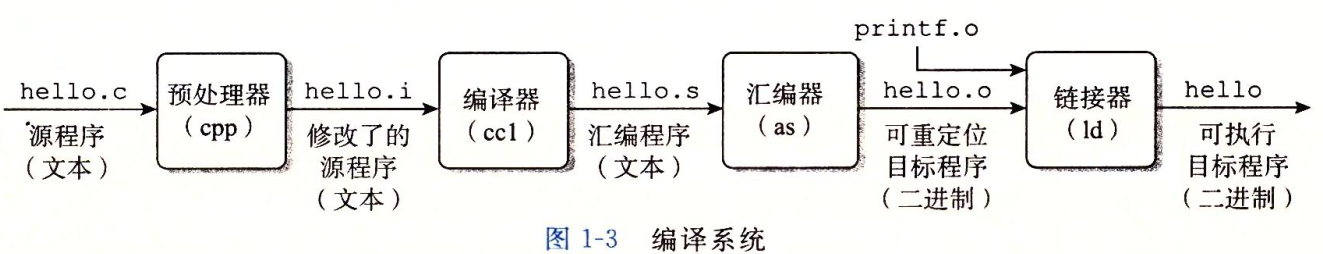 printf.o
hello.c
预处理器
(cpp)
hello.i
编译器
(cc1)
hello.s
汇编器
(as)
hello.o
链接器
(ld)
hello
源程序
(文本)
修改了的
源程序
(文本)
汇编程序
(文本)
可重定位
目标程序
(二进制)
可执行
目标程序
(二进制)
图 1-3 编译系统